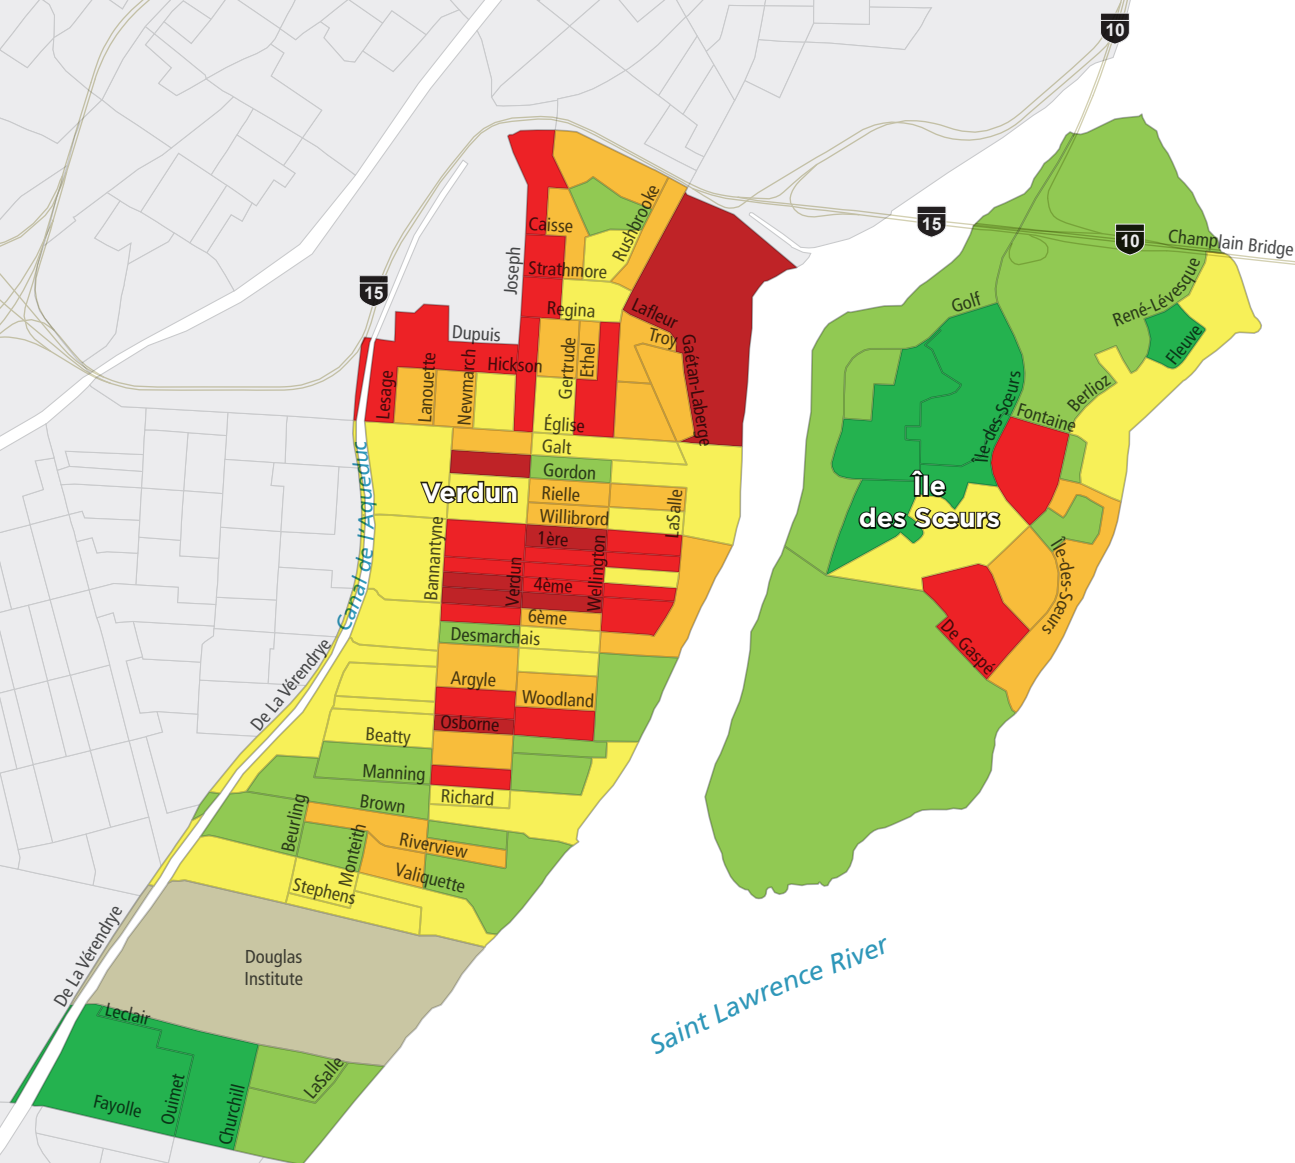 10
15
10
Champlain Bridge
15
Joseph
Caisse
Rushbrooke
Strathmore
Regina
Lafleur
Troy
Gaétan-Laberge
Dupuis
Hickson
Lesage
Lanouette
Newmarch
Gertrude
Ethel
Église
Galt
Gordon
Verdun
Rielle
Willibrord
LaSalle
Canal de l'Aqueduc
Bannantyne
1ère
Verdun
Wellington
4ème
6ème
Desmarchais
De La Vérendrye
Argyle
Woodland
Osborne
Beatty
Manning
Richard
Brown
Beurling
Monteith
Riverview
Valiquette
Stephens
De La Vérendrye
Douglas
Institute
Leclair
LaSalle
Fayolle
Ouimet
Churchill
Golf
René-Lévesque
Fleuve
Berlioz
Île-des-Sœurs
Fontaine
Île
des Sœurs
Île-des-Sœurs
De Gaspé
Saint Lawrence River